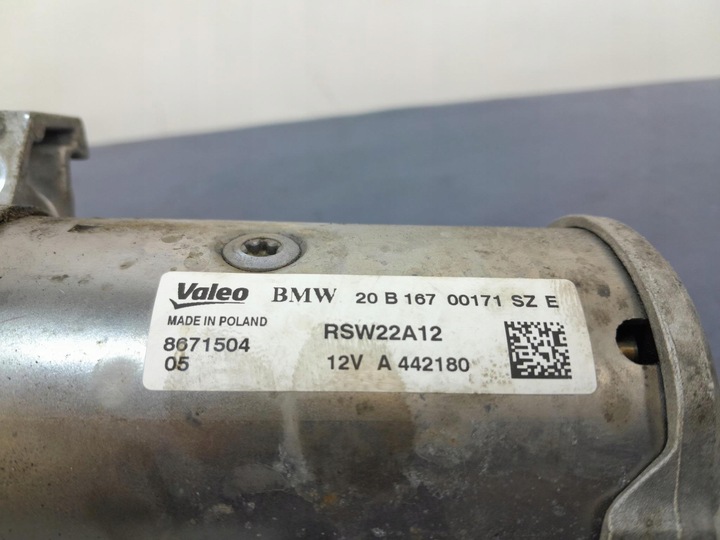 Valeo BMW 20 B 167 00171 SZ E
MADE IN POLAND
8671504 RSW22A12
05 12V A 442180